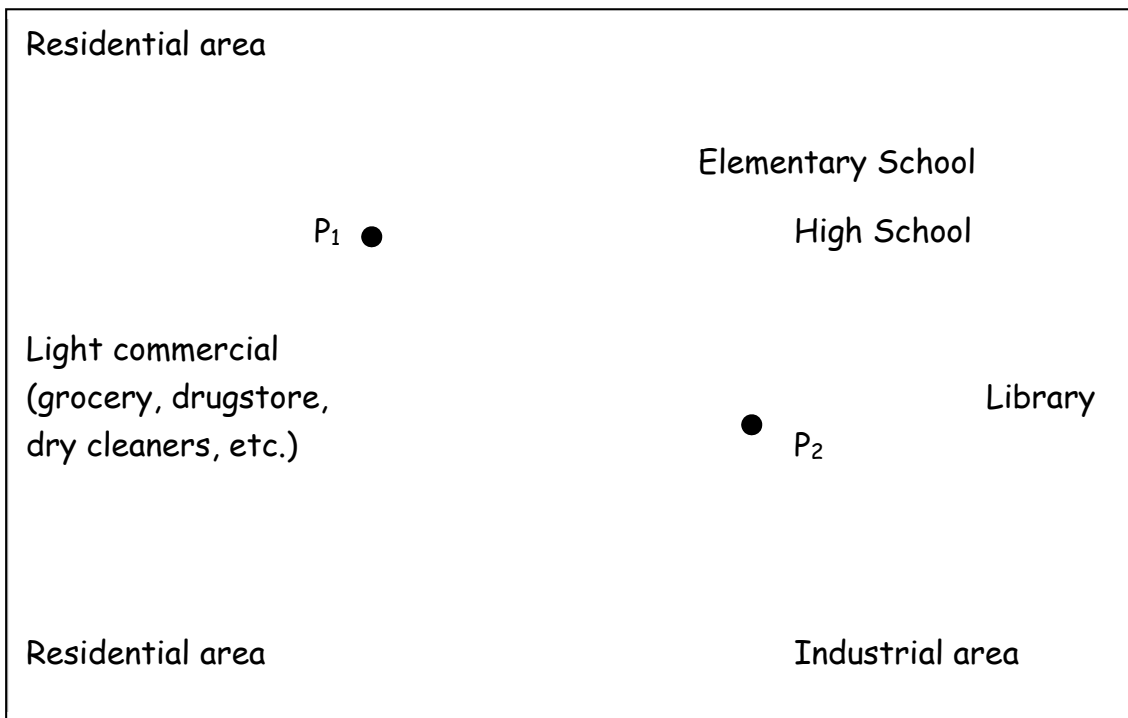 Residential area
Elementary School
P₁
High School
Light commercial
(grocery, drugstore,
dry cleaners, etc.)
Library
P₂
Residential area
Industrial area